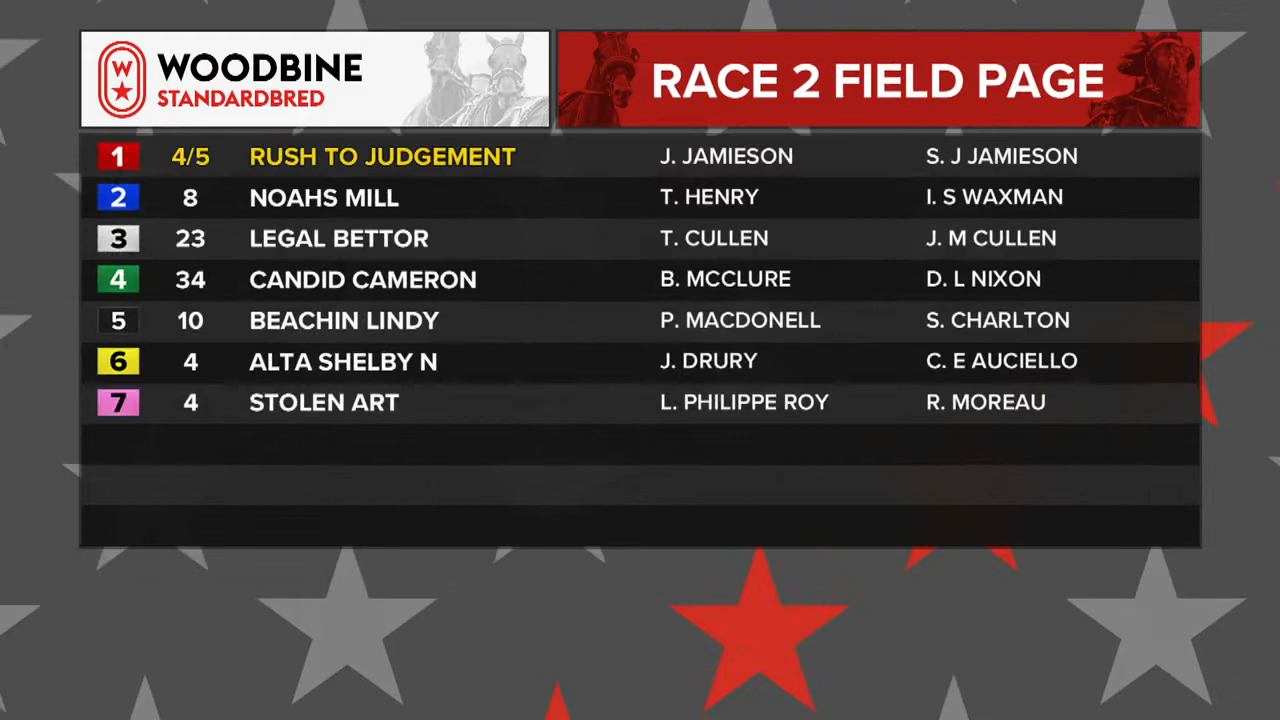 W
WOODBINE
STANDARDBRED
RACE 2 FIELD PAGE
1 4/5 RUSH TO JUDGEMENT J. JAMIESON S. J JAMIESON
2 8 NOAHS MILL T. HENRY I. S WAXMAN
3 23 LEGAL BETTOR T. CULLEN J. M CULLEN
4 34 CANDID CAMERON B. MCCLURE D. L NIXON
5 10 BEACHIN LINDY P. MACDONELL S. CHARLTON
6 4 ALTA SHELBY N J. DRURY C. E AUCIELLO
7 4 STOLEN ART L. PHILIPPE ROY R. MOREAU